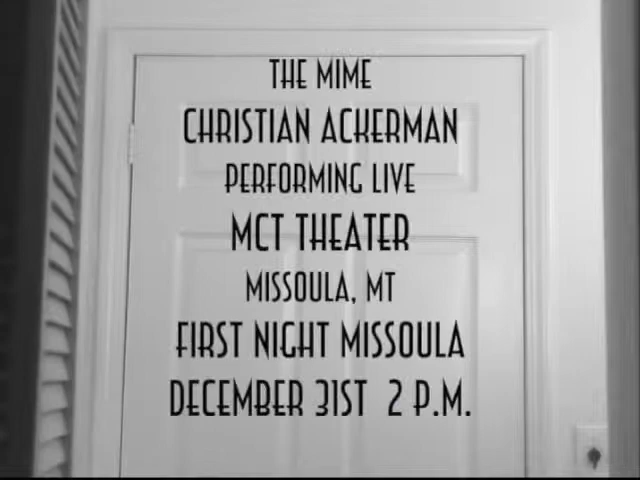 THE MIME
CHRISTIAN ACKERMAN
PERFORMING LIVE
MCT THEATER
MISSOULA, MT
FIRST NIGHT MISSOULA
DECEMBER 31ST 2 P.M.